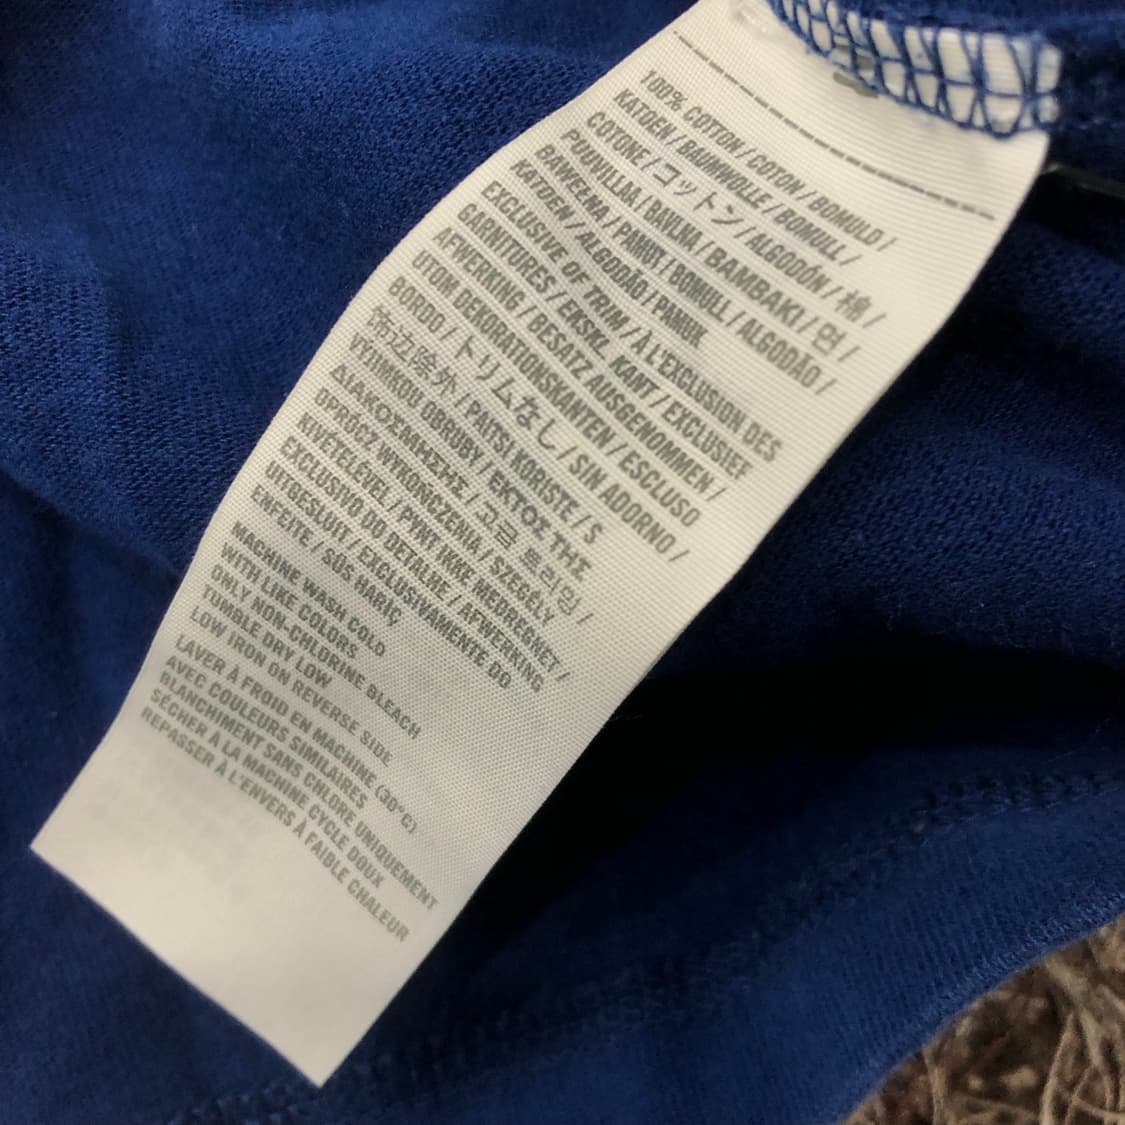 100% COTTON / COTON / BOMULD /
KATOEN / BAUMWOLLE / BOMULL /
COTONE / コットン / ALGODÓN / 棉 /
PUUVILLAA / BAVLNA / ΒΑΜΒΑΚΙ / 면 /
BAWEŁNA / PAMUT / BOMULL / ALGODÃO /
KATOEN / ALGODÃO / PAMUK
EXCLUSIVE OF TRIM / À L'EXCLUSION DES
GARNITURES / EKSKL. KANT / EXCLUSIEF
AFWERKING / BESATZ AUSGENOMMEN /
UTOM DEKORATIONSKANTEN / ESCLUSO
BORDO / トリムなし / SIN ADORNO /
饰边除外 / PAITSI KORISTE / S
VÝJIMKOU OBRUBY / ΕΚΤΟΣ ΤΗΣ
ΔΙΑΚΟΣΜΗΣΗΣ / 고급 트리밍 /
OPRÓCZ WYKOŃCZENIA / SZEGÉLY
KIVÉTELÉVEL / PYNT IKKE MEDREGNET /
EXCLUSIVO DO DETALHE / AFWERKING
UITGESLUIT / EXCLUSIVAMENTE DO
ENFEITE / SÜS HARİÇ
MACHINE WASH COLD
WITH LIKE COLORS
ONLY NON-CHLORINE BLEACH
TUMBLE DRY LOW
LOW IRON ON REVERSE SIDE
LAVER À FROID EN MACHINE (30°C)
AVEC COULEURS SIMILAIRES
BLANCHIMENT SANS CHLORE UNIQUEMENT
SÉCHER À LA MACHINE CYCLE DOUX
REPASSER À L'ENVERS À FAIBLE CHALEUR